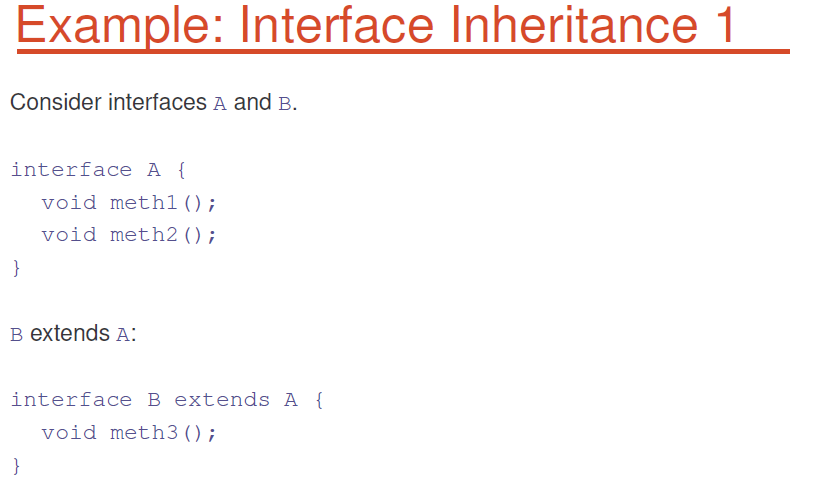 Example: Interface Inheritance 1
Consider interfaces A and B.
interface A {
void meth1();
void meth2();
}
B extends A:
interface B extends A {
void meth3();
}